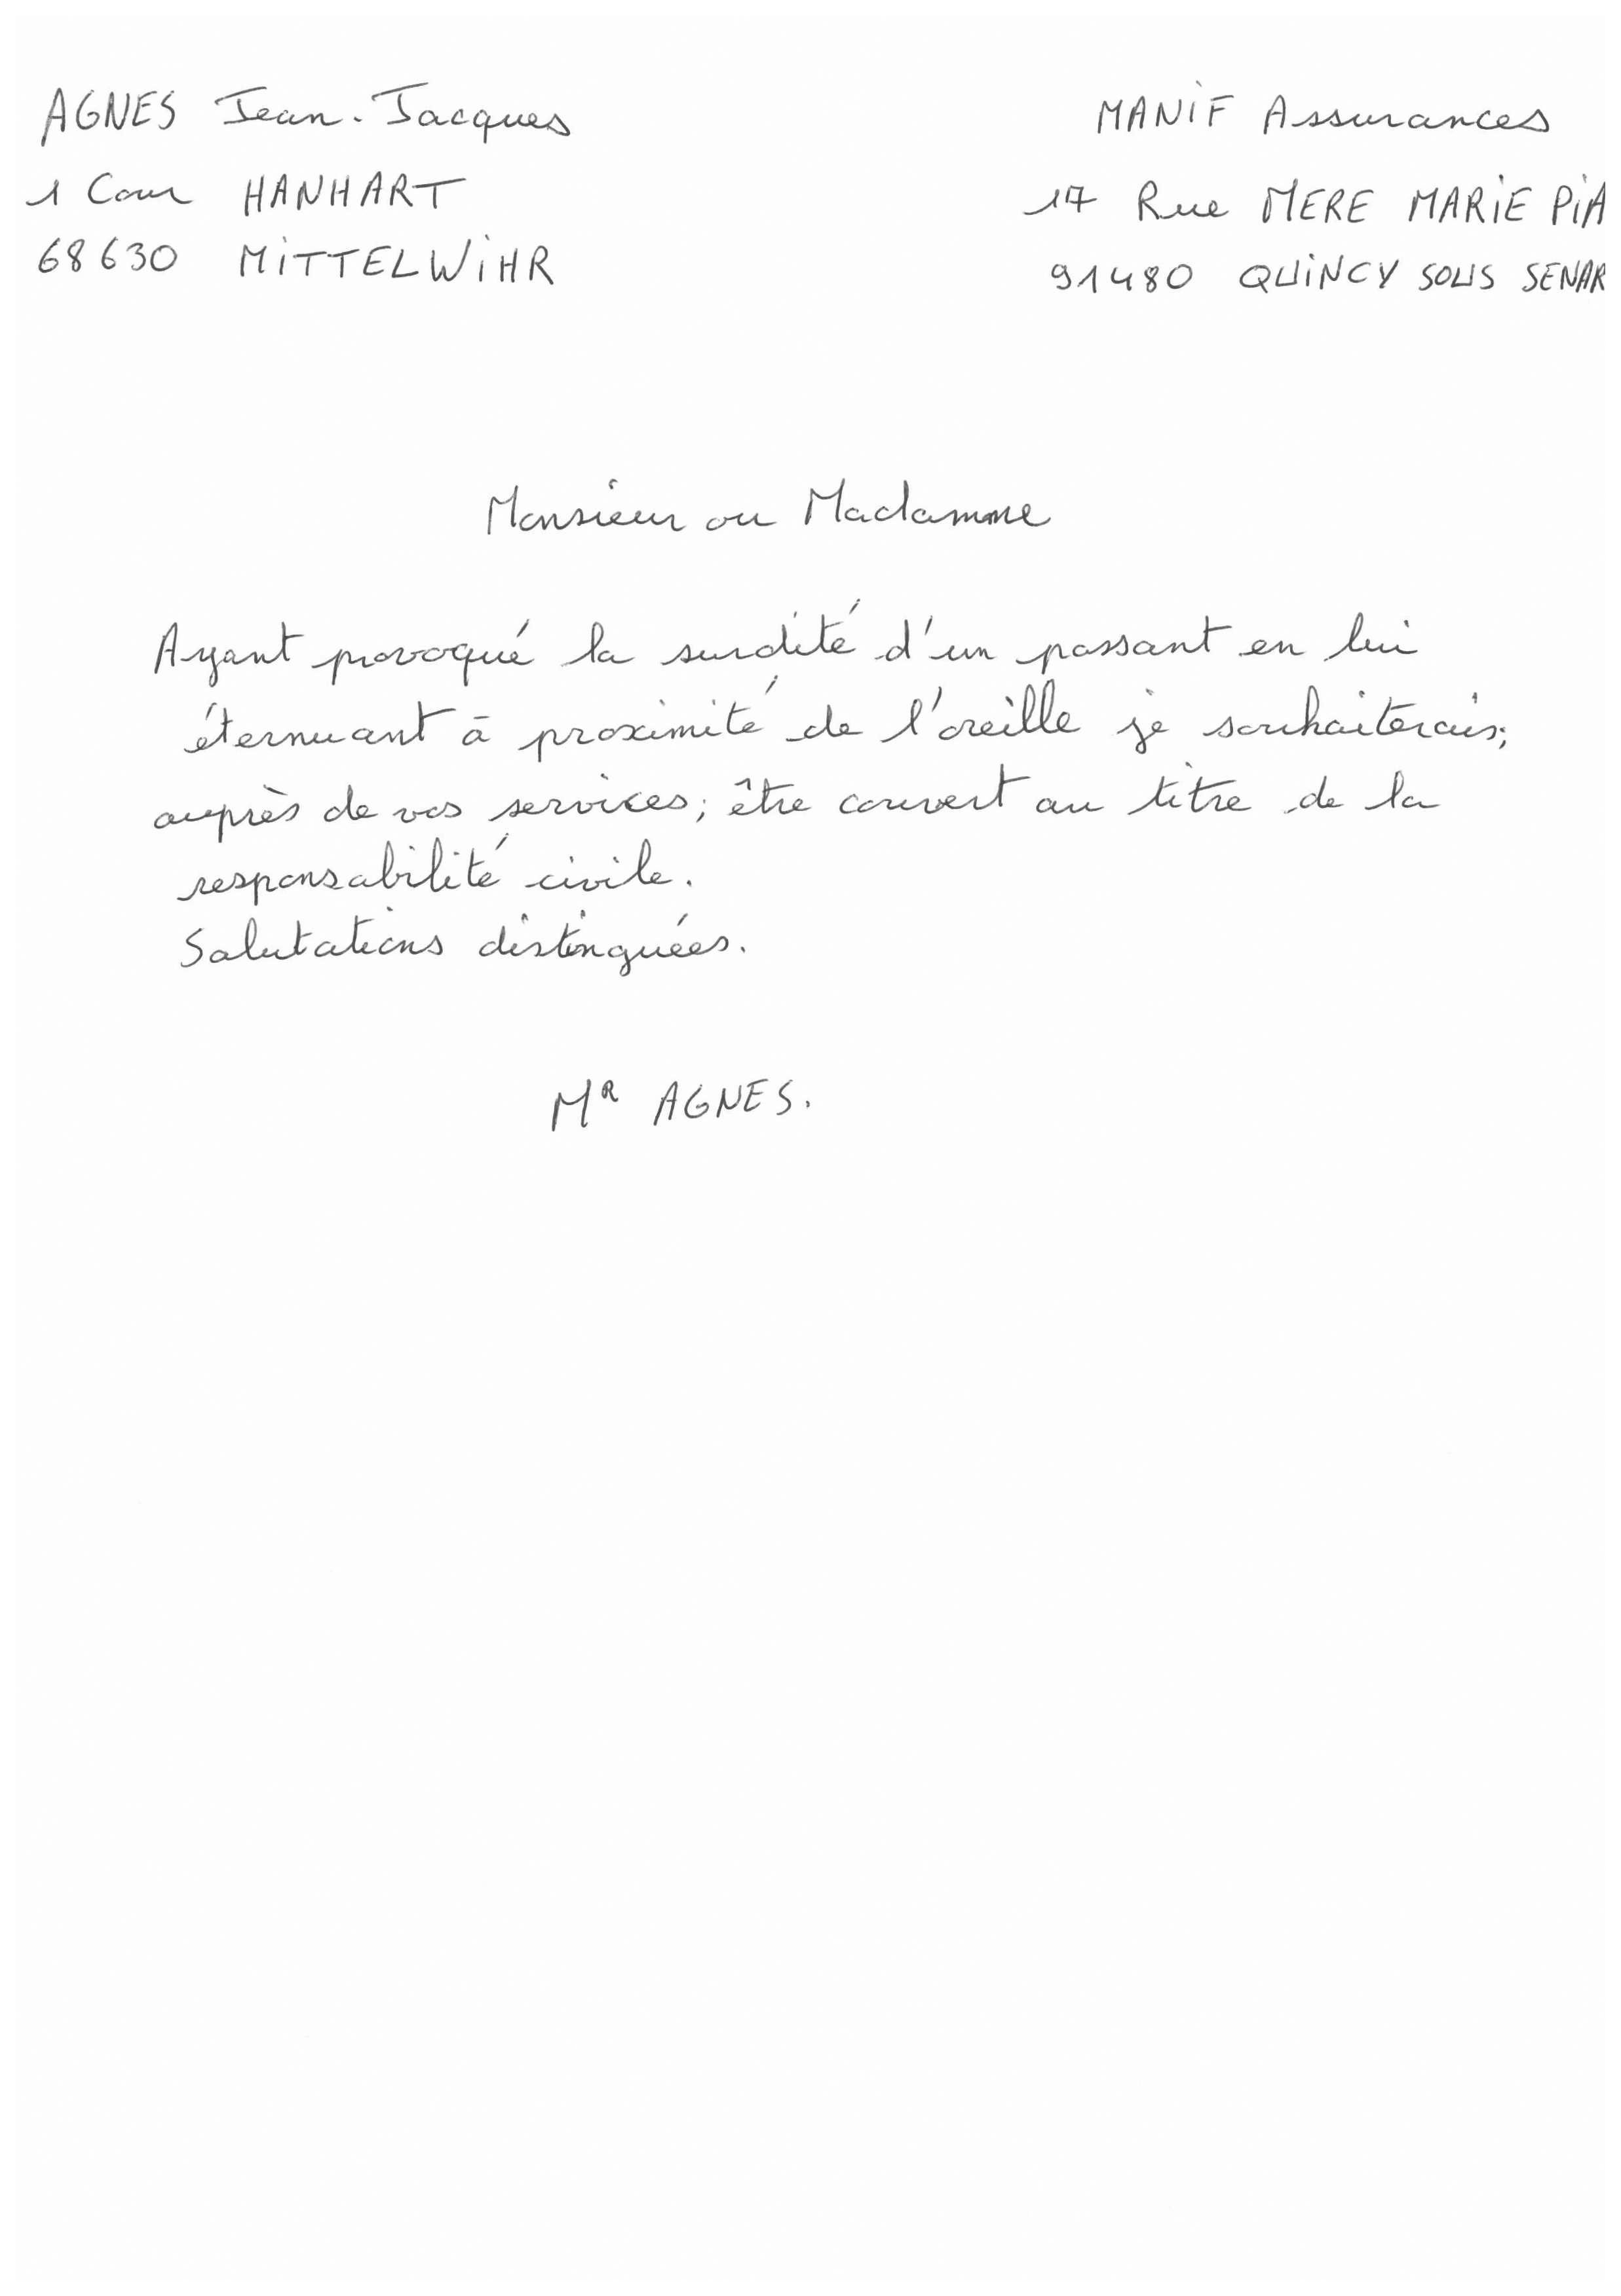 AGNES Jean-Jacques
1 Cour HANHART
68630 MiTTELWiHR
MANiF Assurances
17 Rue MERE MARiE PiA
91480 QUiNCY SOUS SENAR
Monsieur ou Madamme
Ayant provoqué la surdité d'un passant en lui
éternuant à proximité de l'oreille je souhaiterais;
auprès de vos services; être couvert au titre de la
responsabilité civile.
Salutations distinguées.
MR AGNES.